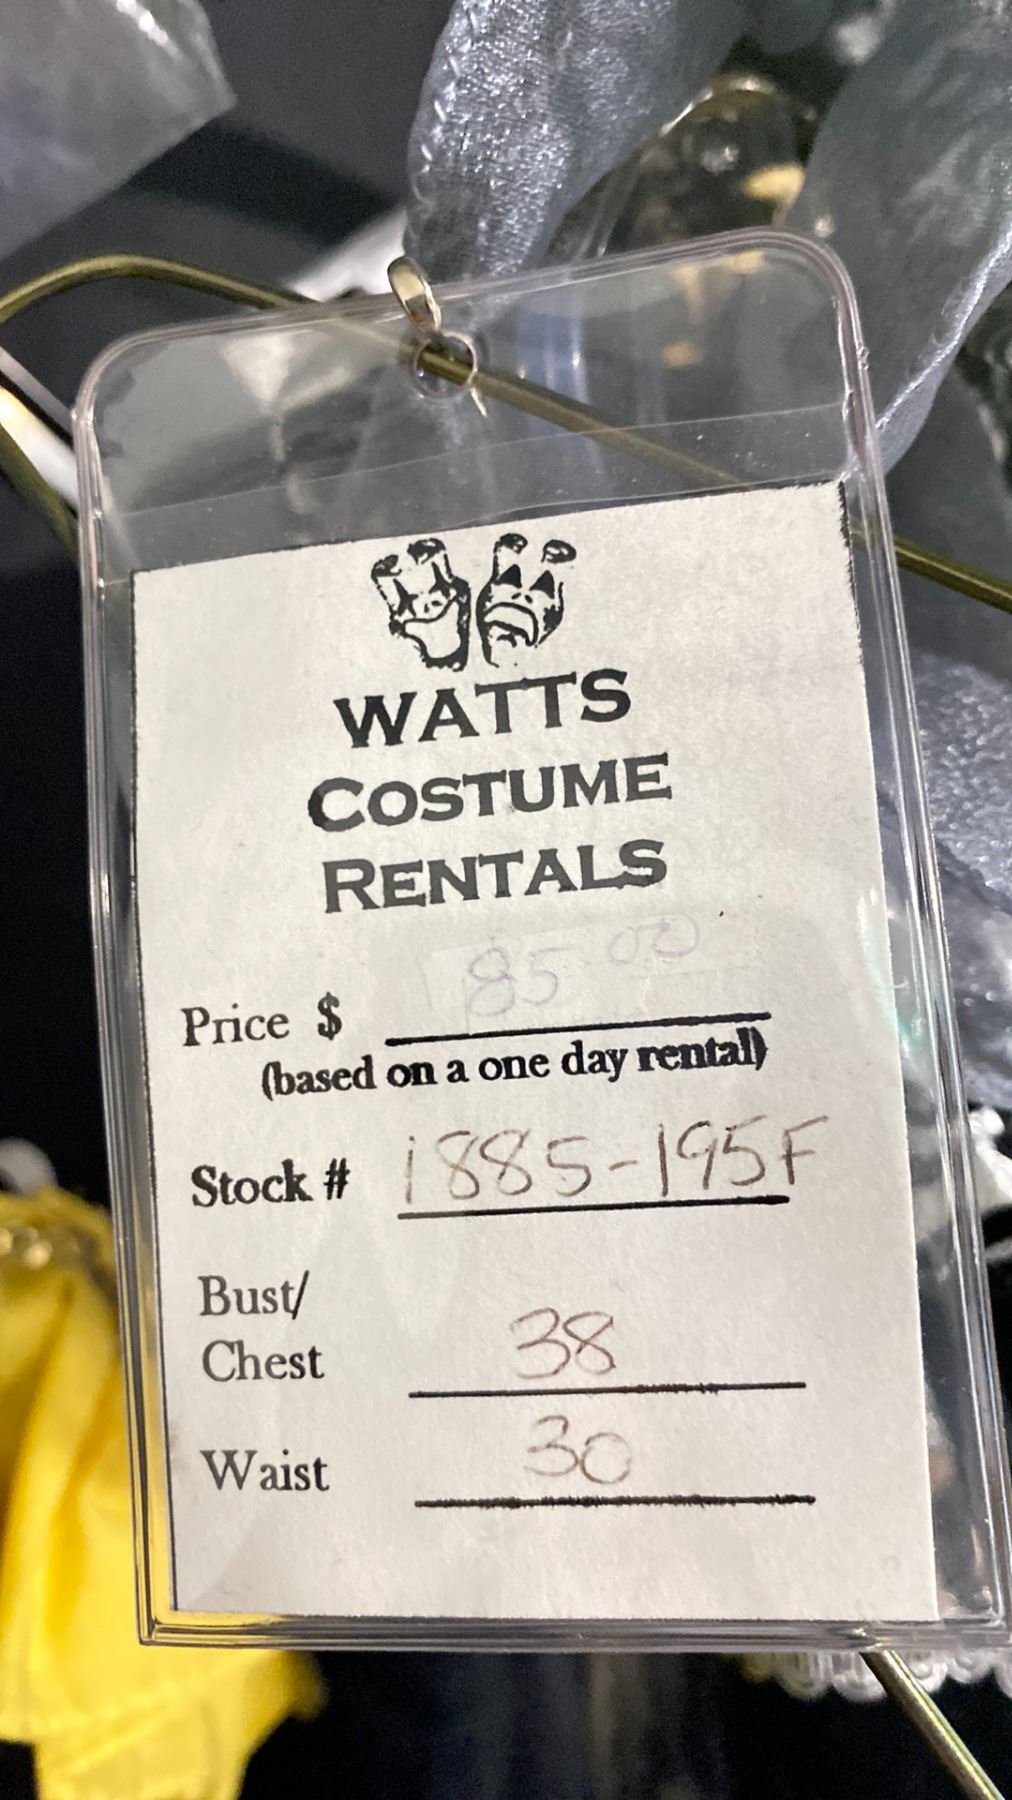 WATTS
COSTUME
RENTALS
Price $ 85.00
(based on a one day rental)
Stock # 1885-195F
Bust/
Chest 38
Waist 30